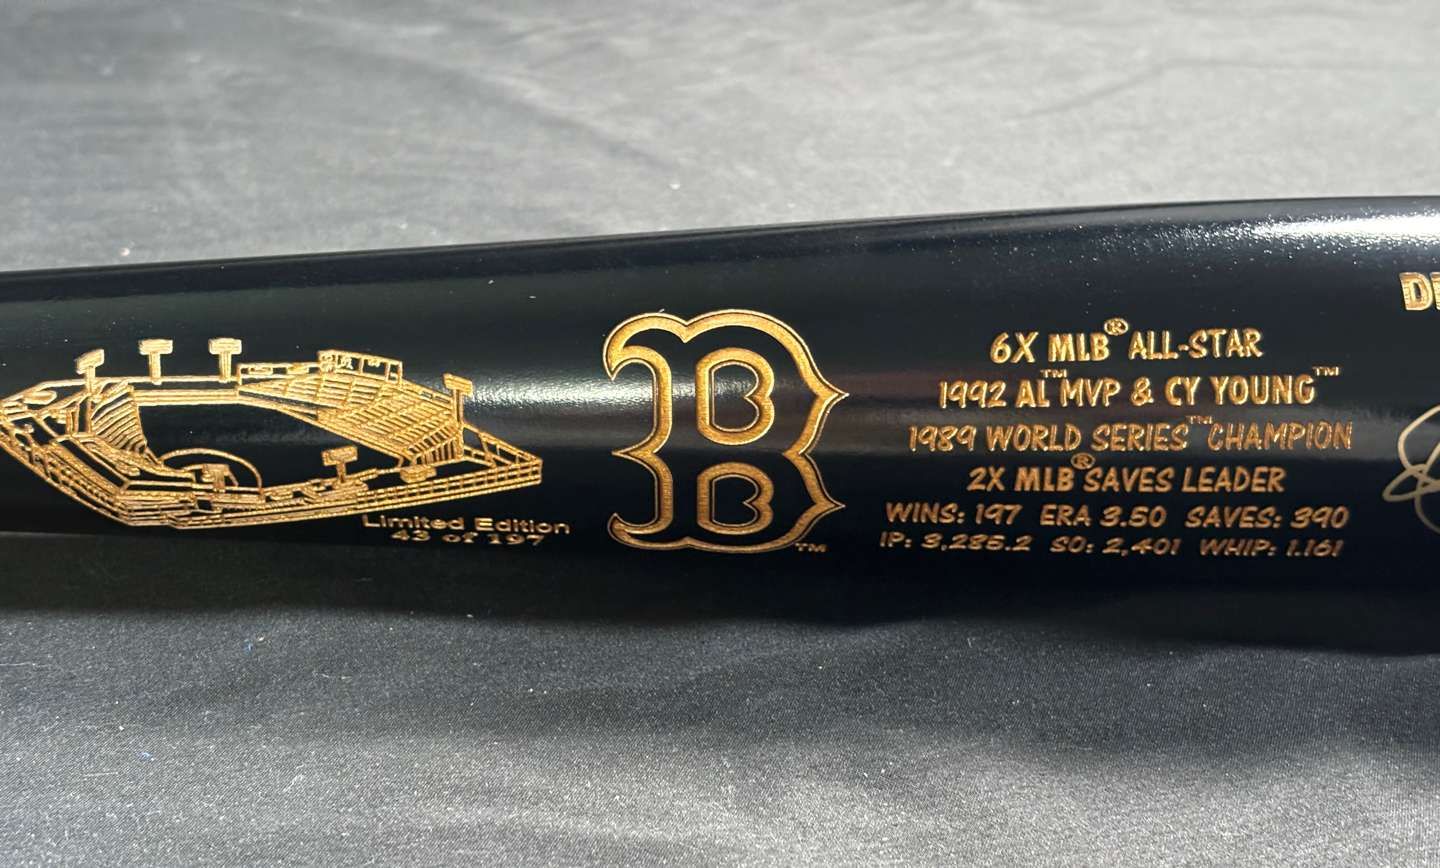 Limited Edition
43 of 197
B
™
6X MLB® ALL-STAR
1992 AL™ MVP & CY YOUNG™
1989 WORLD SERIES™ CHAMPION
2X MLB® SAVES LEADER
WINS: 197 ERA 3.50 SAVES: 390
IP: 3,285.2 SO: 2,401 WHIP: 1.161